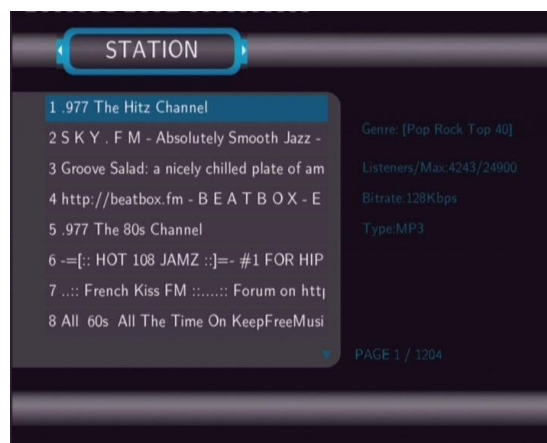 STATION
1 .977 The Hitz Channel
2 S K Y . F M - Absolutely Smooth Jazz -
3 Groove Salad: a nicely chilled plate of am
4 http://beatbox.fm - B E A T B O X - E
5 .977 The 80s Channel
6 -=[:: HOT 108 JAMZ ::]=- #1 FOR HIP
7 ..:: French Kiss FM ::....:: Forum on http
8 All 60s All The Time On KeepFreeMusi
Genre: [Pop Rock Top 40]
Listeners/Max:4243/24900
Bitrate:128Kbps
Type:MP3
PAGE 1 / 1204